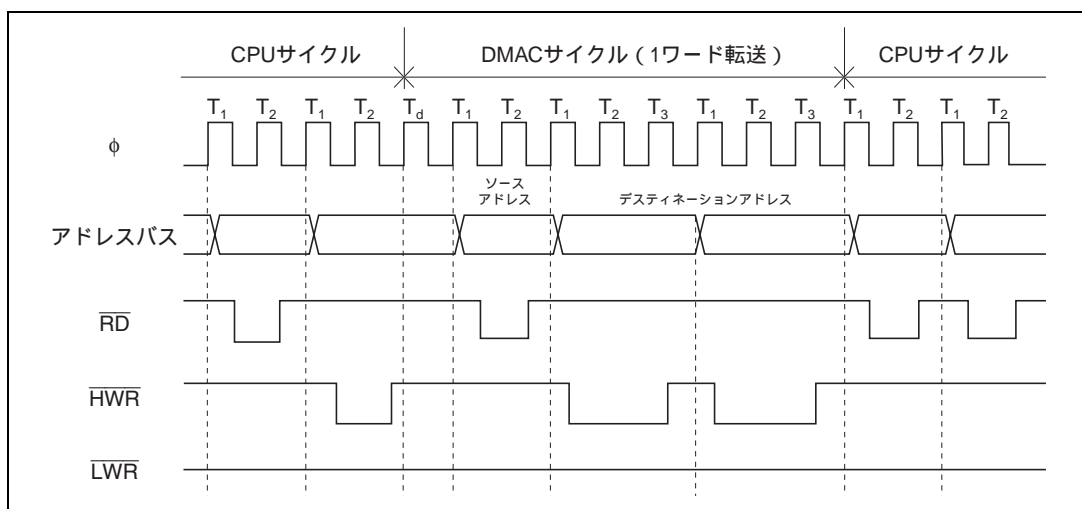 CPUサイクル DMACサイクル（1ワード転送） CPUサイクル
T1 T2 T1 T2 Td T1 T2 T1 T2 T3 T1 T2 T3 T1 T2 T1 T2
φ
ソース
アドレス デスティネーションアドレス
アドレスバス
RD
HWR
LWR